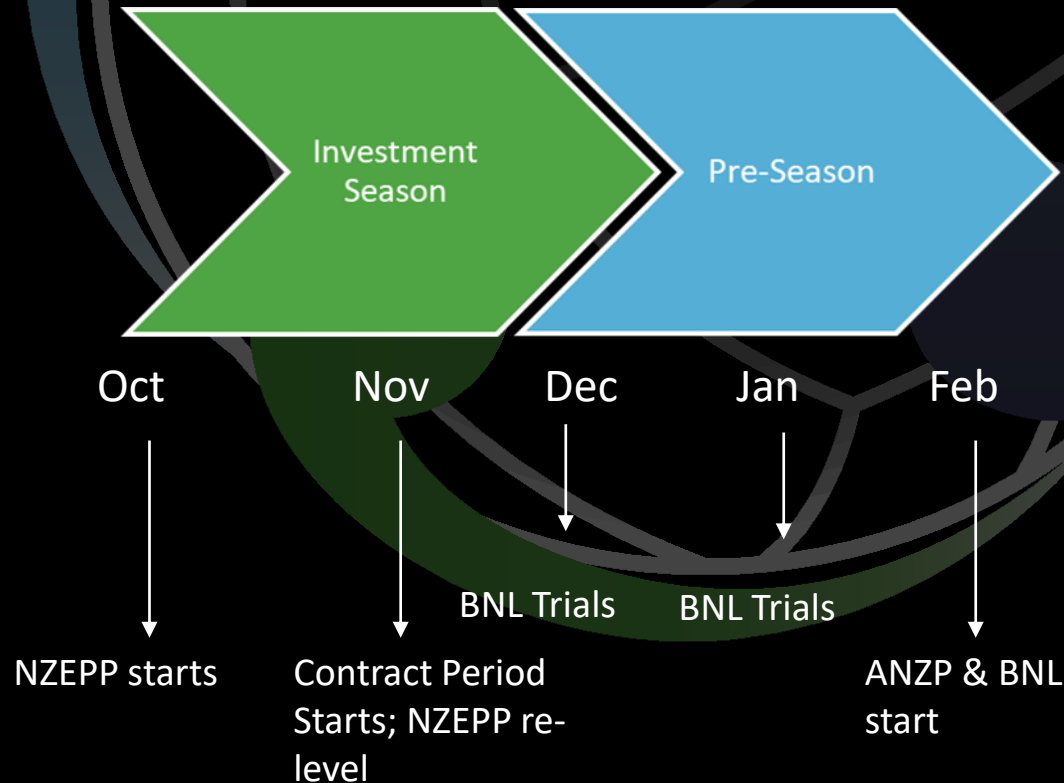 Investment
Season
Pre-Season
Oct
Nov
Dec
Jan
Feb
BNL Trials
BNL Trials
NZEPP starts
Contract Period
Starts; NZEPP re-
level
ANZP & BNL
start